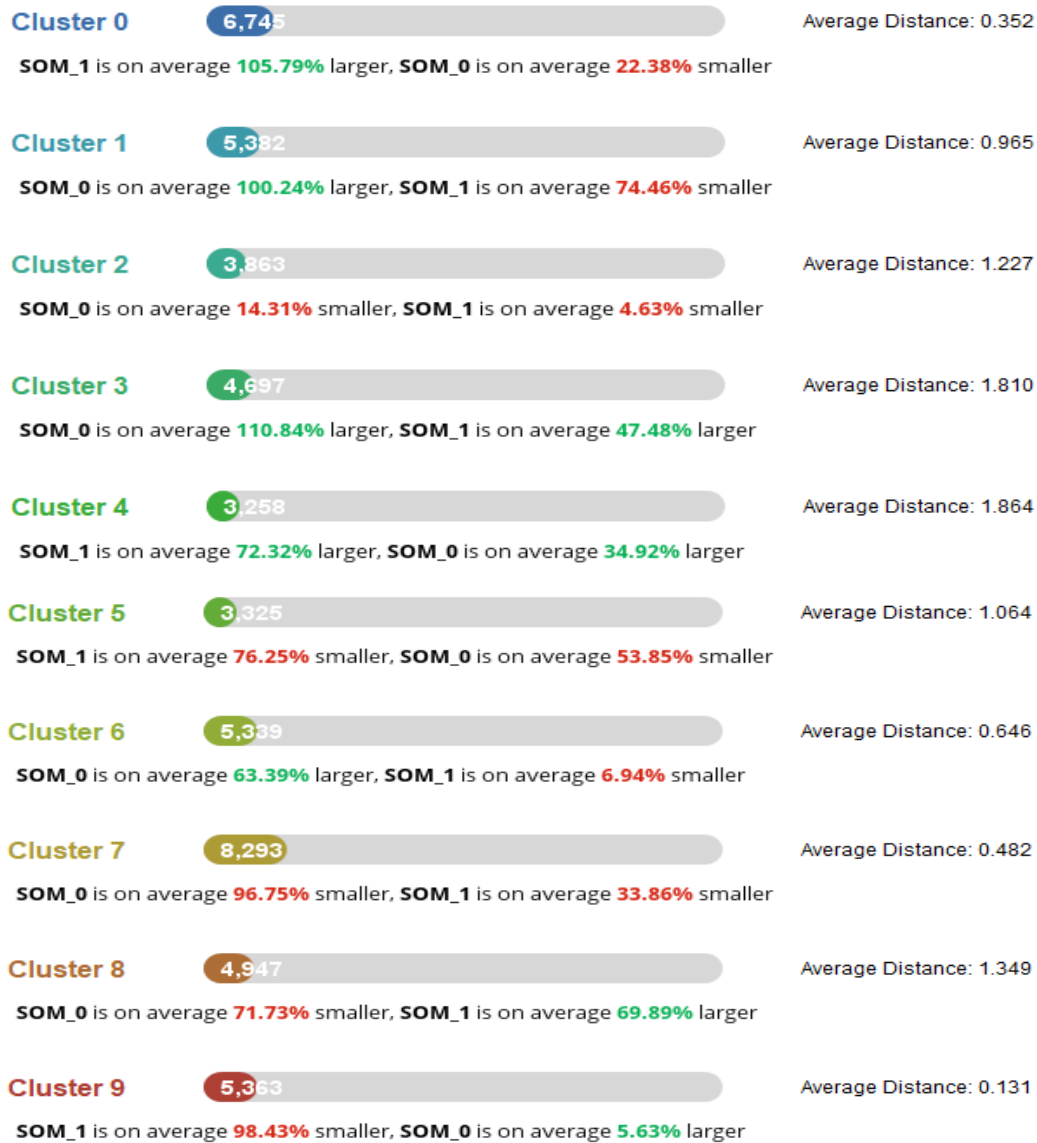 Cluster 0 6,745 Average Distance: 0.352
SOM_1 is on average 105.79% larger, SOM_0 is on average 22.38% smaller
Cluster 1 5,382 Average Distance: 0.965
SOM_0 is on average 100.24% larger, SOM_1 is on average 74.46% smaller
Cluster 2 3,863 Average Distance: 1.227
SOM_0 is on average 14.31% smaller, SOM_1 is on average 4.63% smaller
Cluster 3 4,697 Average Distance: 1.810
SOM_0 is on average 110.84% larger, SOM_1 is on average 47.48% larger
Cluster 4 3,258 Average Distance: 1.864
SOM_1 is on average 72.32% larger, SOM_0 is on average 34.92% larger
Cluster 5 3,325 Average Distance: 1.064
SOM_1 is on average 76.25% smaller, SOM_0 is on average 53.85% smaller
Cluster 6 5,339 Average Distance: 0.646
SOM_0 is on average 63.39% larger, SOM_1 is on average 6.94% smaller
Cluster 7 8,293 Average Distance: 0.482
SOM_0 is on average 96.75% smaller, SOM_1 is on average 33.86% smaller
Cluster 8 4,947 Average Distance: 1.349
SOM_0 is on average 71.73% smaller, SOM_1 is on average 69.89% larger
Cluster 9 5,363 Average Distance: 0.131
SOM_1 is on average 98.43% smaller, SOM_0 is on average 5.63% larger